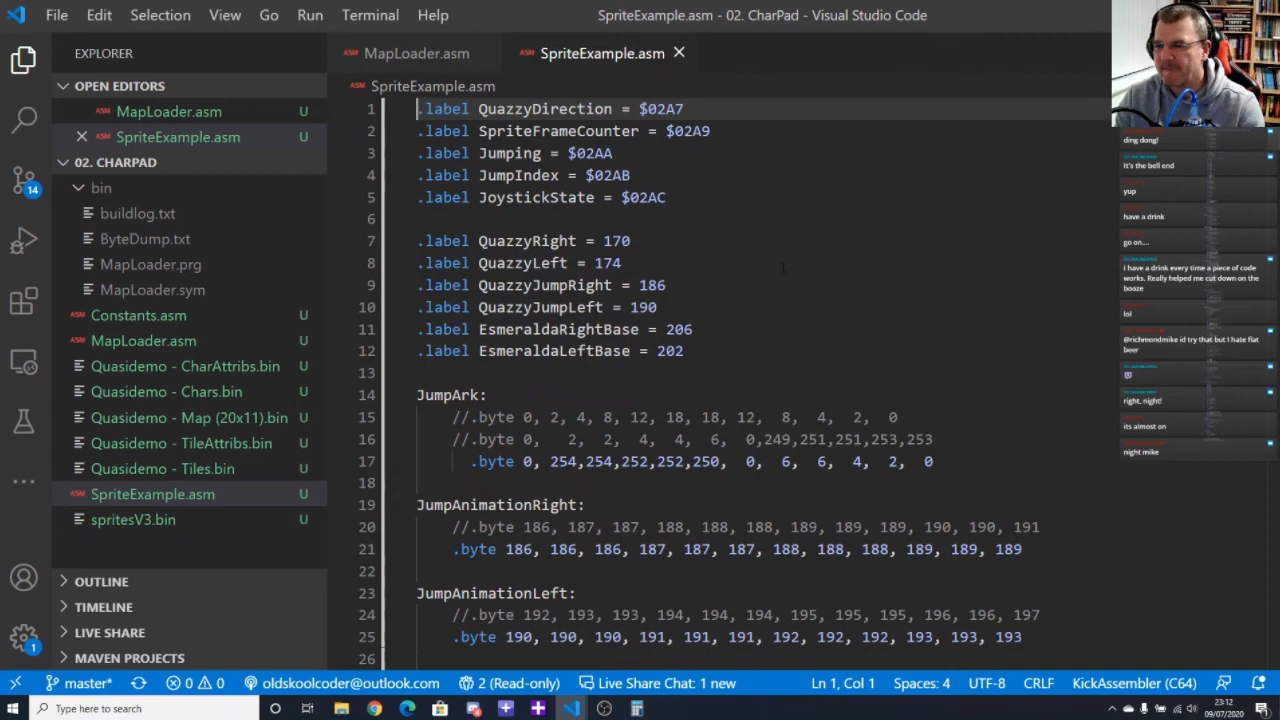 File Edit Selection View Go Run Terminal Help
SpriteExample.asm - 02. CharPad - Visual Studio Code
EXPLORER
OPEN EDITORS
ASM MapLoader.asm U
ASM SpriteExample.asm U
02. CHARPAD
bin
buildlog.txt
ByteDump.txt
MapLoader.prg
MapLoader.sym
ASM Constants.asm U
ASM MapLoader.asm U
Quasidemo - CharAttribs.bin U
Quasidemo - Chars.bin U
Quasidemo - Map (20x11).bin U
Quasidemo - TileAttribs.bin U
Quasidemo - Tiles.bin U
ASM SpriteExample.asm U
spritesV3.bin U
OUTLINE
TIMELINE
LIVE SHARE
MAVEN PROJECTS
14
1
ASM MapLoader.asm
ASM SpriteExample.asm
ASM SpriteExample.asm
1 .label QuazzyDirection = $02A7
2 .label SpriteFrameCounter = $02A9
3 .label Jumping = $02AA
4 .label JumpIndex = $02AB
5 .label JoystickState = $02AC
6
7 .label QuazzyRight = 170
8 .label QuazzyLeft = 174
9 .label QuazzyJumpRight = 186
10 .label QuazzyJumpLeft = 190
11 .label EsmeraldaRightBase = 206
12 .label EsmeraldaLeftBase = 202
13
14 JumpArk:
15 //.byte 0, 2, 4, 8, 12, 18, 18, 12, 8, 4, 2, 0
16 //.byte 0, 2, 2, 4, 4, 6, 0,249,251,251,253,253
17 .byte 0, 254,254,252,252,250, 0, 6, 6, 4, 2, 0
18
19 JumpAnimationRight:
20 //.byte 186, 187, 187, 188, 188, 188, 189, 189, 189, 190, 190, 191
21 .byte 186, 186, 186, 187, 187, 187, 188, 188, 188, 189, 189, 189
22
23 JumpAnimationLeft:
24 //.byte 192, 193, 193, 194, 194, 194, 195, 195, 195, 196, 196, 197
25 .byte 190, 190, 190, 191, 191, 191, 192, 192, 192, 193, 193, 193
26
ding dong!
It's the bell end
yup
have a drink
go on....
I have a drink every time a piece of code
works. Really helped me cut down on the
booze
lol
@richmondmike id try that but I hate flat
beer
right, night!
its almost on
night mike
master* 0 0 oldskoolcoder@outlook.com 2 (Read-only) Live Share Chat: 1 new Ln 1, Col 1 Spaces: 4 UTF-8 CRLF KickAssembler (C64)
Type here to search
23:12
09/07/2020